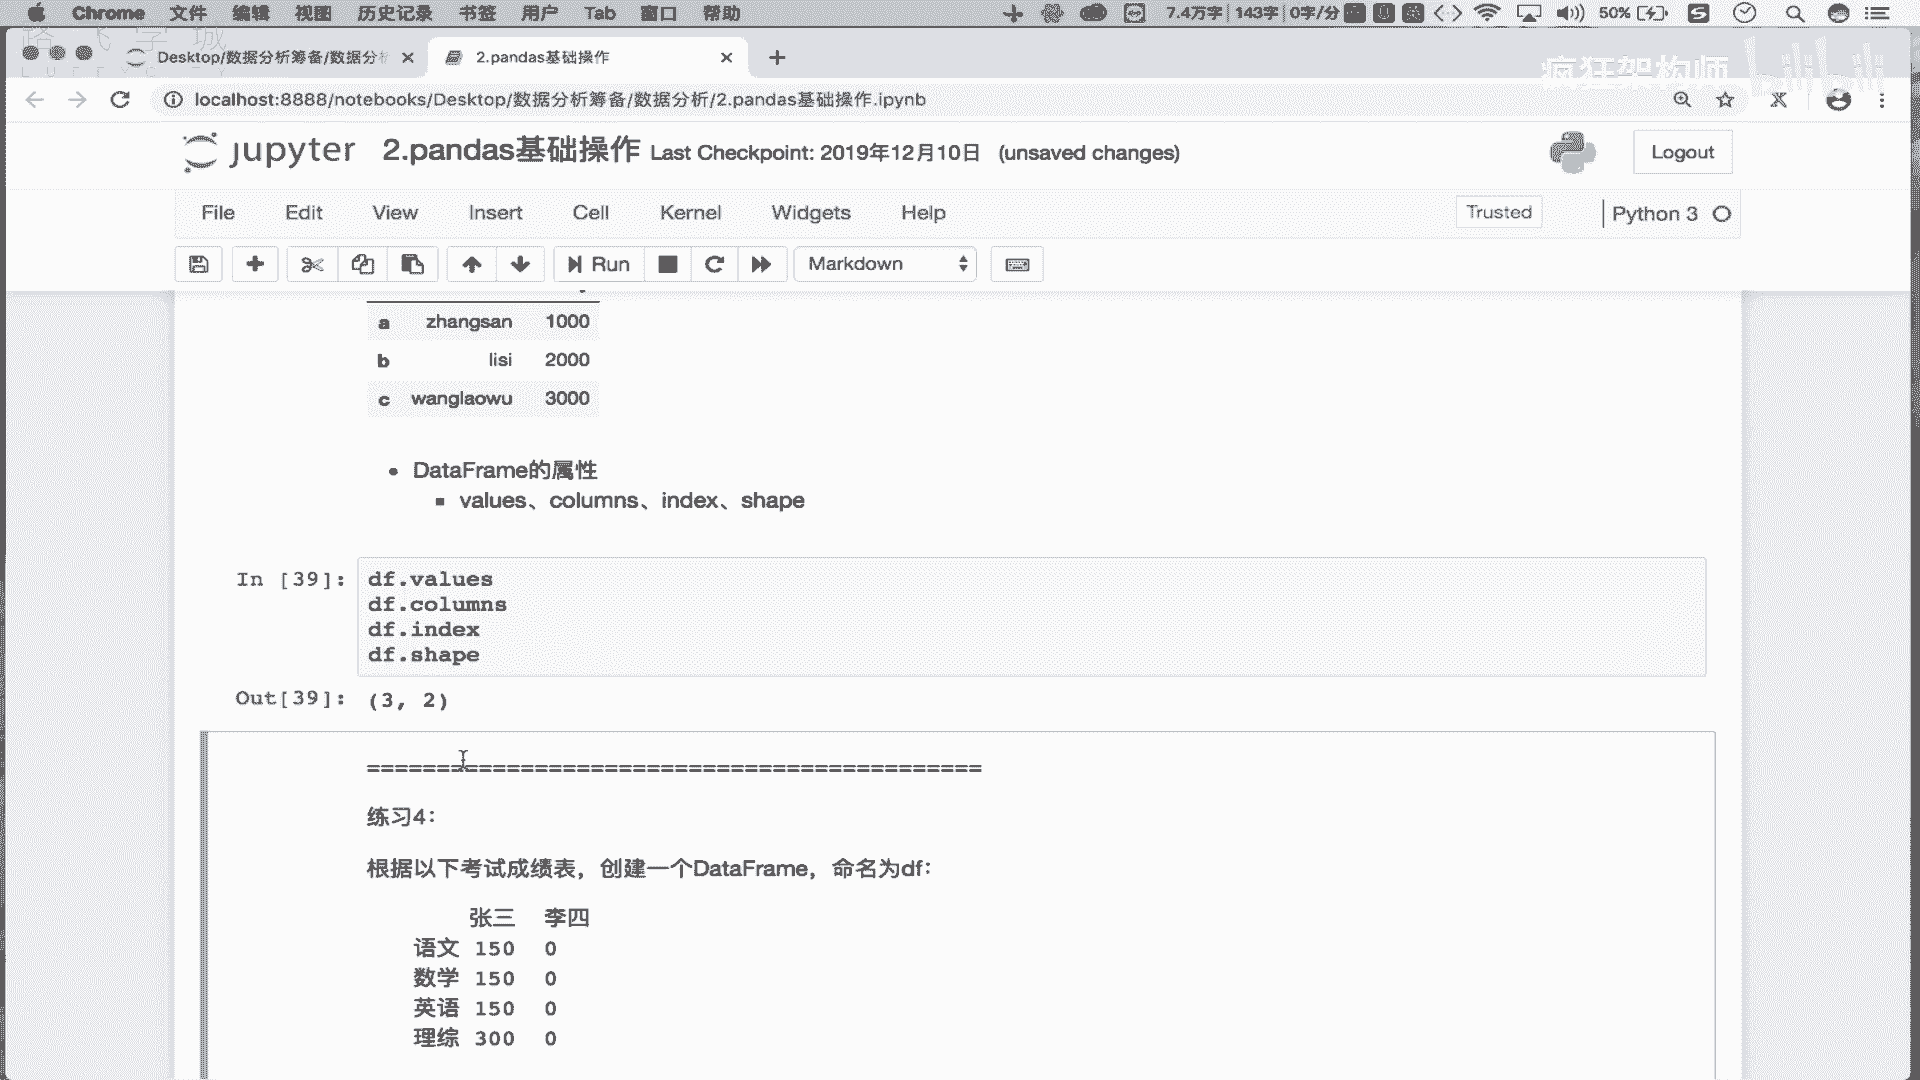 Chrome 文件 编辑 视图 历史记录 书签 用户 Tab 窗口 帮助 7.4万字 143字 0字/分 50%
Desktop/数据分析筹备/数据分析
2.pandas基础操作
疯狂架构师 bilibili
localhost:8888/notebooks/Desktop/数据分析筹备/数据分析/2.pandas基础操作.ipynb
jupyter 2.pandas基础操作 Last Checkpoint: 2019年12月10日 (unsaved changes)
Logout
File Edit View Insert Cell Kernel Widgets Help Trusted Python 3
Run Markdown
a zhangsan 1000
b lisi 2000
c wanglaowu 3000
DataFrame的属性
values、columns、index、shape
In [39]: df.values
df.columns
df.index
df.shape
Out[39]: (3, 2)
============================================
练习4：
根据以下考试成绩表，创建一个DataFrame，命名为df：
张三 李四
语文 150 0
数学 150 0
英语 150 0
理综 300 0